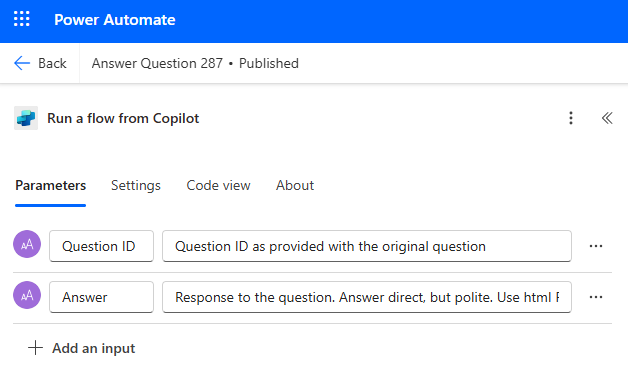 Power Automate
Back Answer Question 287 • Published
Run a flow from Copilot
Parameters Settings Code view About
AA Question ID Question ID as provided with the original question
AA Answer Response to the question. Answer direct, but polite. Use html
Add an input